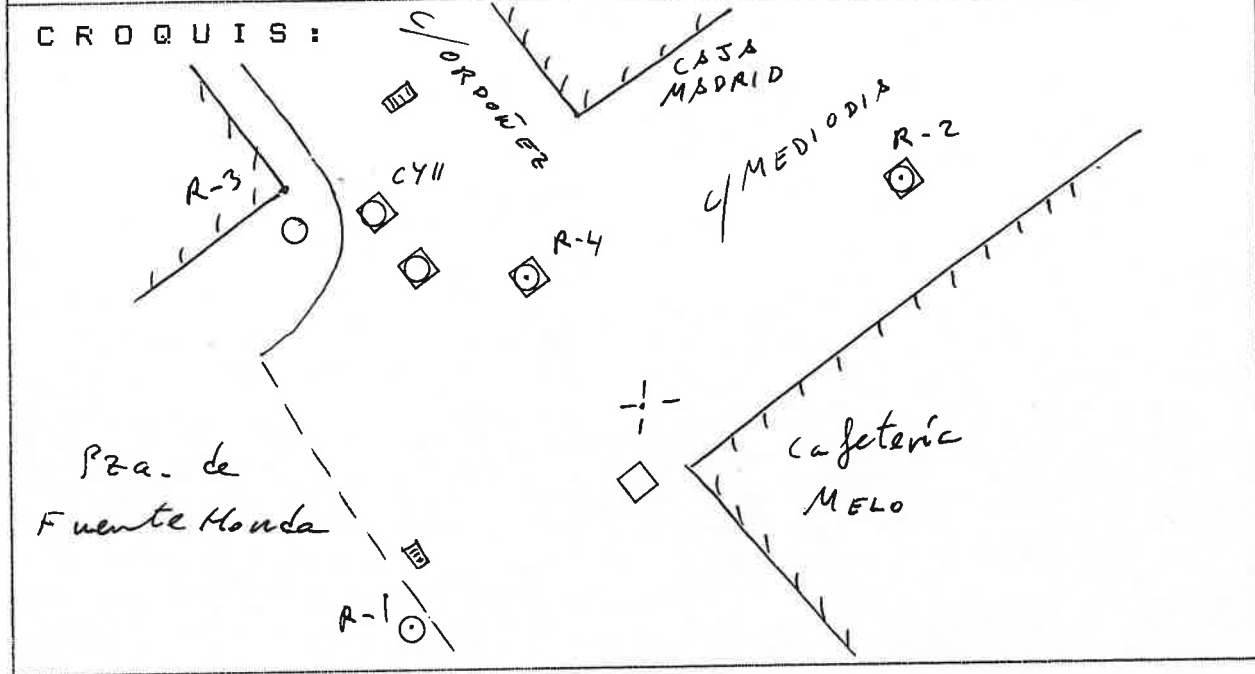 CROQUIS:
C/ORDOÑEZ
CAJA
MADRID
C/MEDIODIA
R-2
CYII
R-3
R-4
Cafetería
MELO
Pza. de
Fuente Honda
R-1